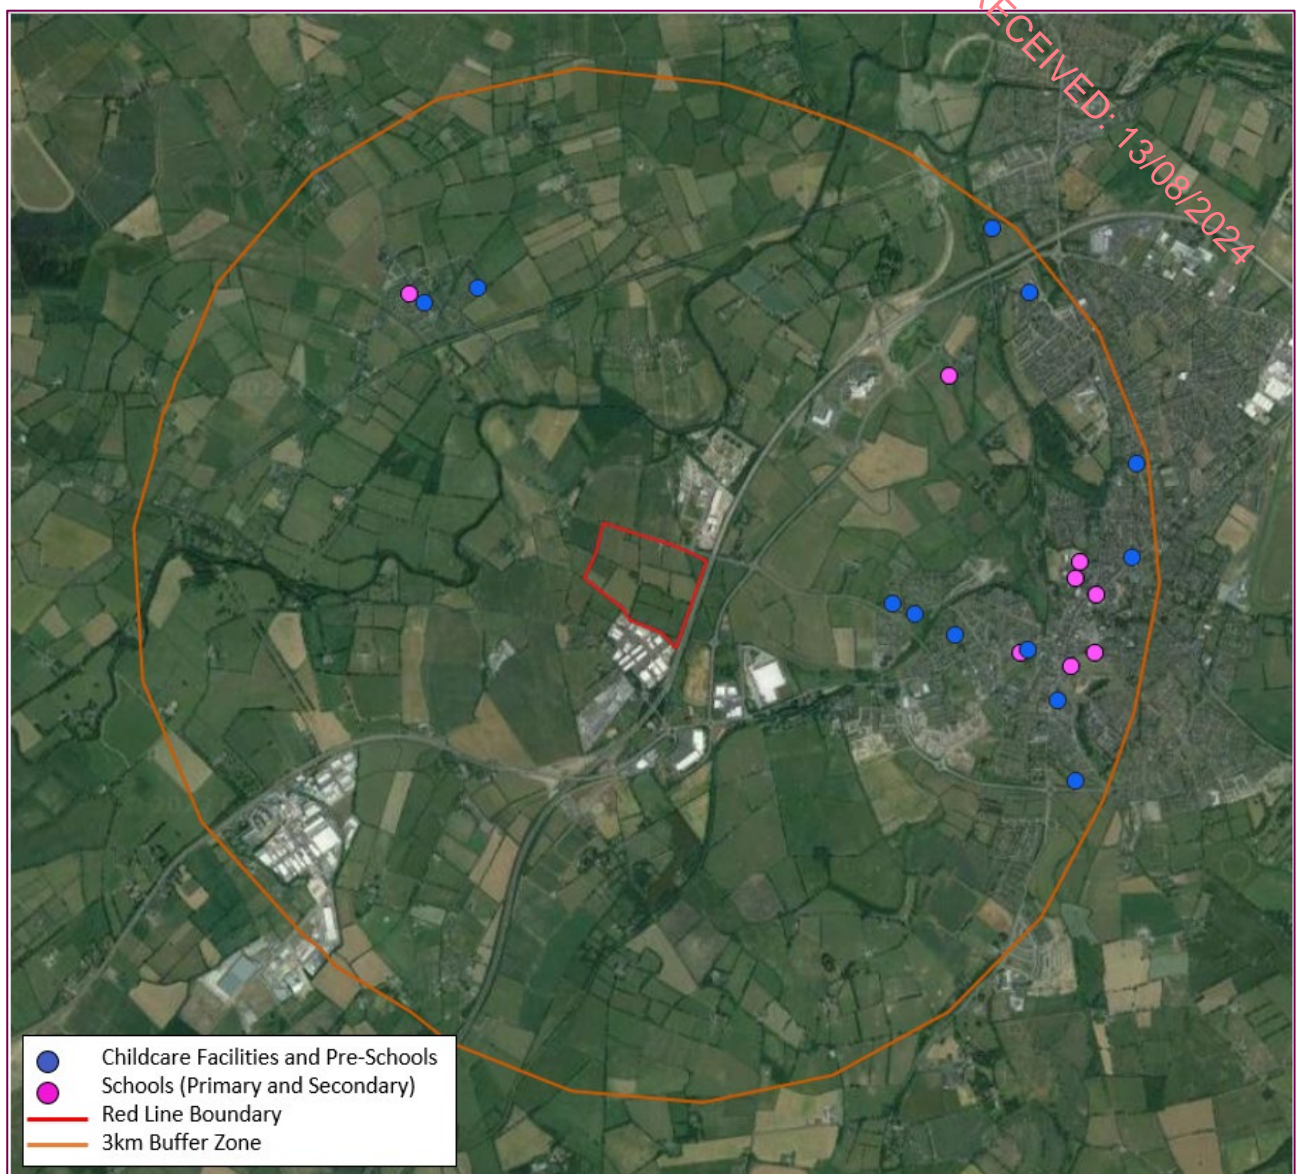 RECEIVED: 13/08/2024
Childcare Facilities and Pre-Schools
Schools (Primary and Secondary)
Red Line Boundary
3km Buffer Zone